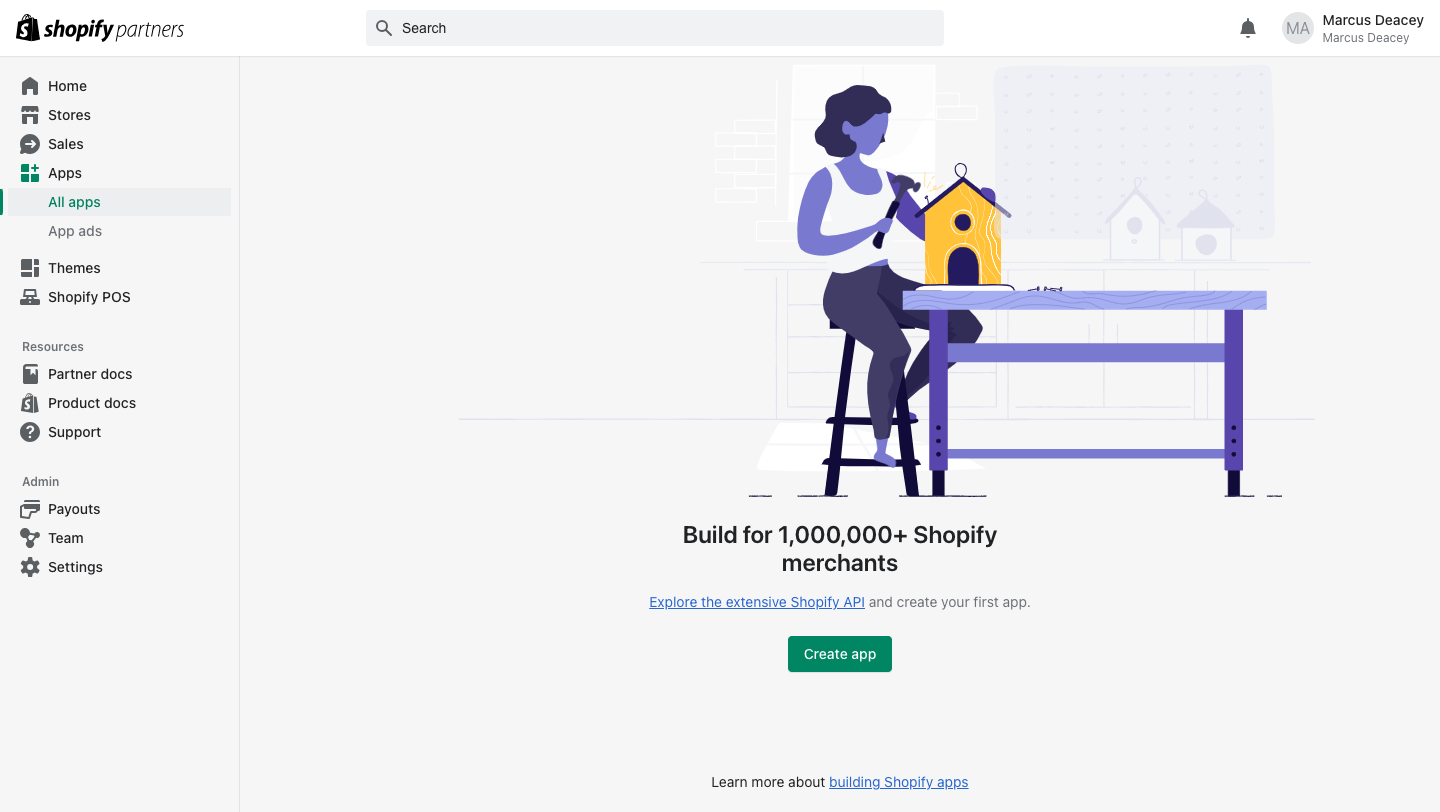 shopify partners
Search
MA
Marcus Deacey
Marcus Deacey
Home
Stores
Sales
Apps
All apps
App ads
Themes
Shopify POS
Resources
Partner docs
Product docs
Support
Admin
Payouts
Team
Settings
Build for 1,000,000+ Shopify
merchants
Explore the extensive Shopify API and create your first app.
Create app
Learn more about building Shopify apps